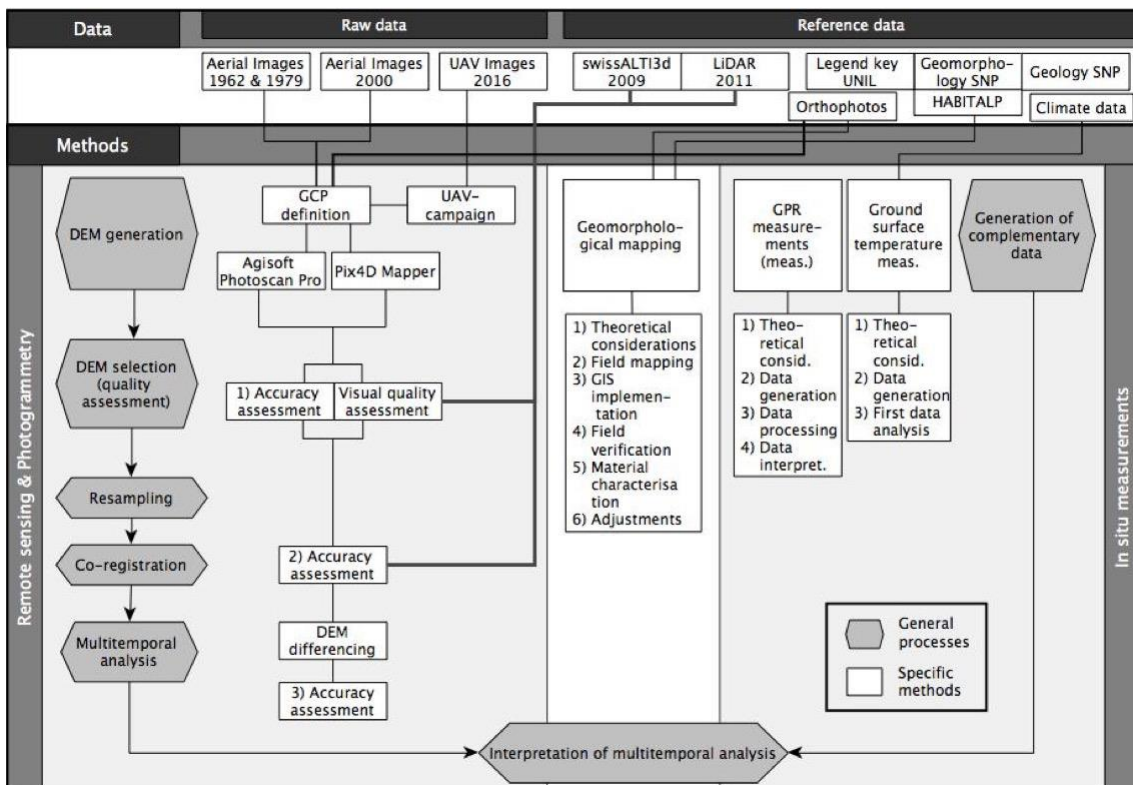 Data
Raw data
Reference data
Aerial Images
1962 & 1979
Aerial Images
2000
UAV Images
2016
swissALTI3d
2009
LiDAR
2011
Legend key
UNIL
Geomorpho-
logy SNP
Geology SNP
Orthophotos
HABITALP
Climate data
Methods
Remote sensing & Photogrammetry
DEM generation
DEM selection
(quality
assessment)
Resampling
Co-registration
Multitemporal
analysis
GCP
definition
UAV-
campaign
Agisoft
Photoscan Pro
Pix4D Mapper
1) Accuracy
assessment
Visual quality
assessment
2) Accuracy
assessment
DEM
differencing
3) Accuracy
assessment
Geomorpholo-
gical mapping
1) Theoretical
considerations
2) Field mapping
3) GIS
implemen-
tation
4) Field
verification
5) Material
characteri-
sation
6) Adjustments
GPR
measure-
ments
(meas.)
1) Theo-
retical
consid.
2) Data
generation
3) Data
processing
4) Data
interpret.
Ground
surface
temperature
meas.
1) Theo-
retical
consid.
2) Data
generation
3) First data
analysis
Generation of
complementary
data
In situ measurements
General
processes
Specific
methods
Interpretation of multitemporal analysis